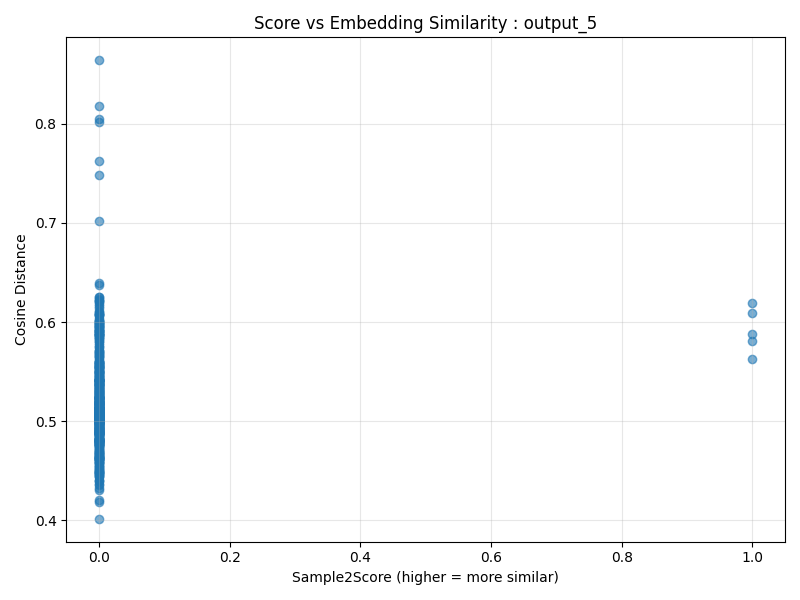 Score vs Embedding Similarity : output_5
0.8
0.7
0.6
0.5
0.4
Cosine Distance
0.0 0.2 0.4 0.6 0.8 1.0
Sample2Score (higher = more similar)